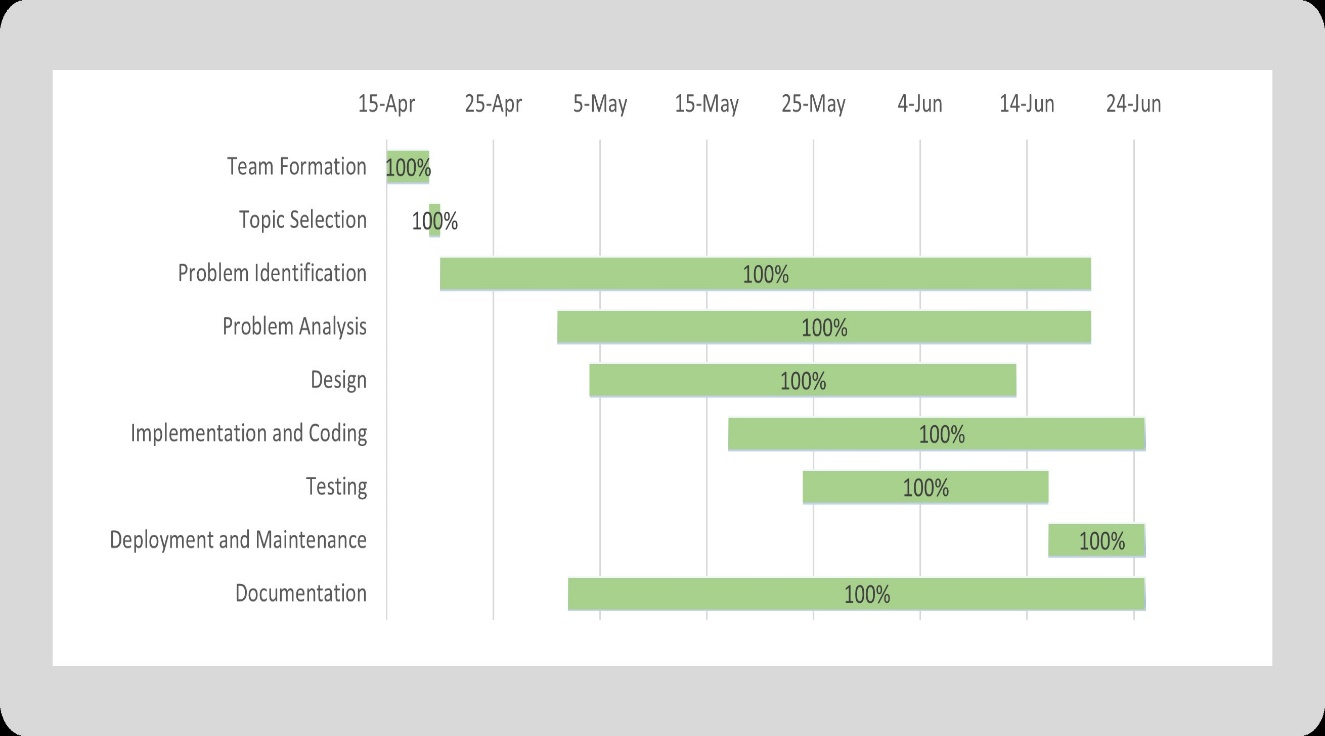 15-Apr 25-Apr 5-May 15-May 25-May 4-Jun 14-Jun 24-Jun
Team Formation 100%
Topic Selection 100%
Problem Identification 100%
Problem Analysis 100%
Design 100%
Implementation and Coding 100%
Testing 100%
Deployment and Maintenance 100%
Documentation 100%